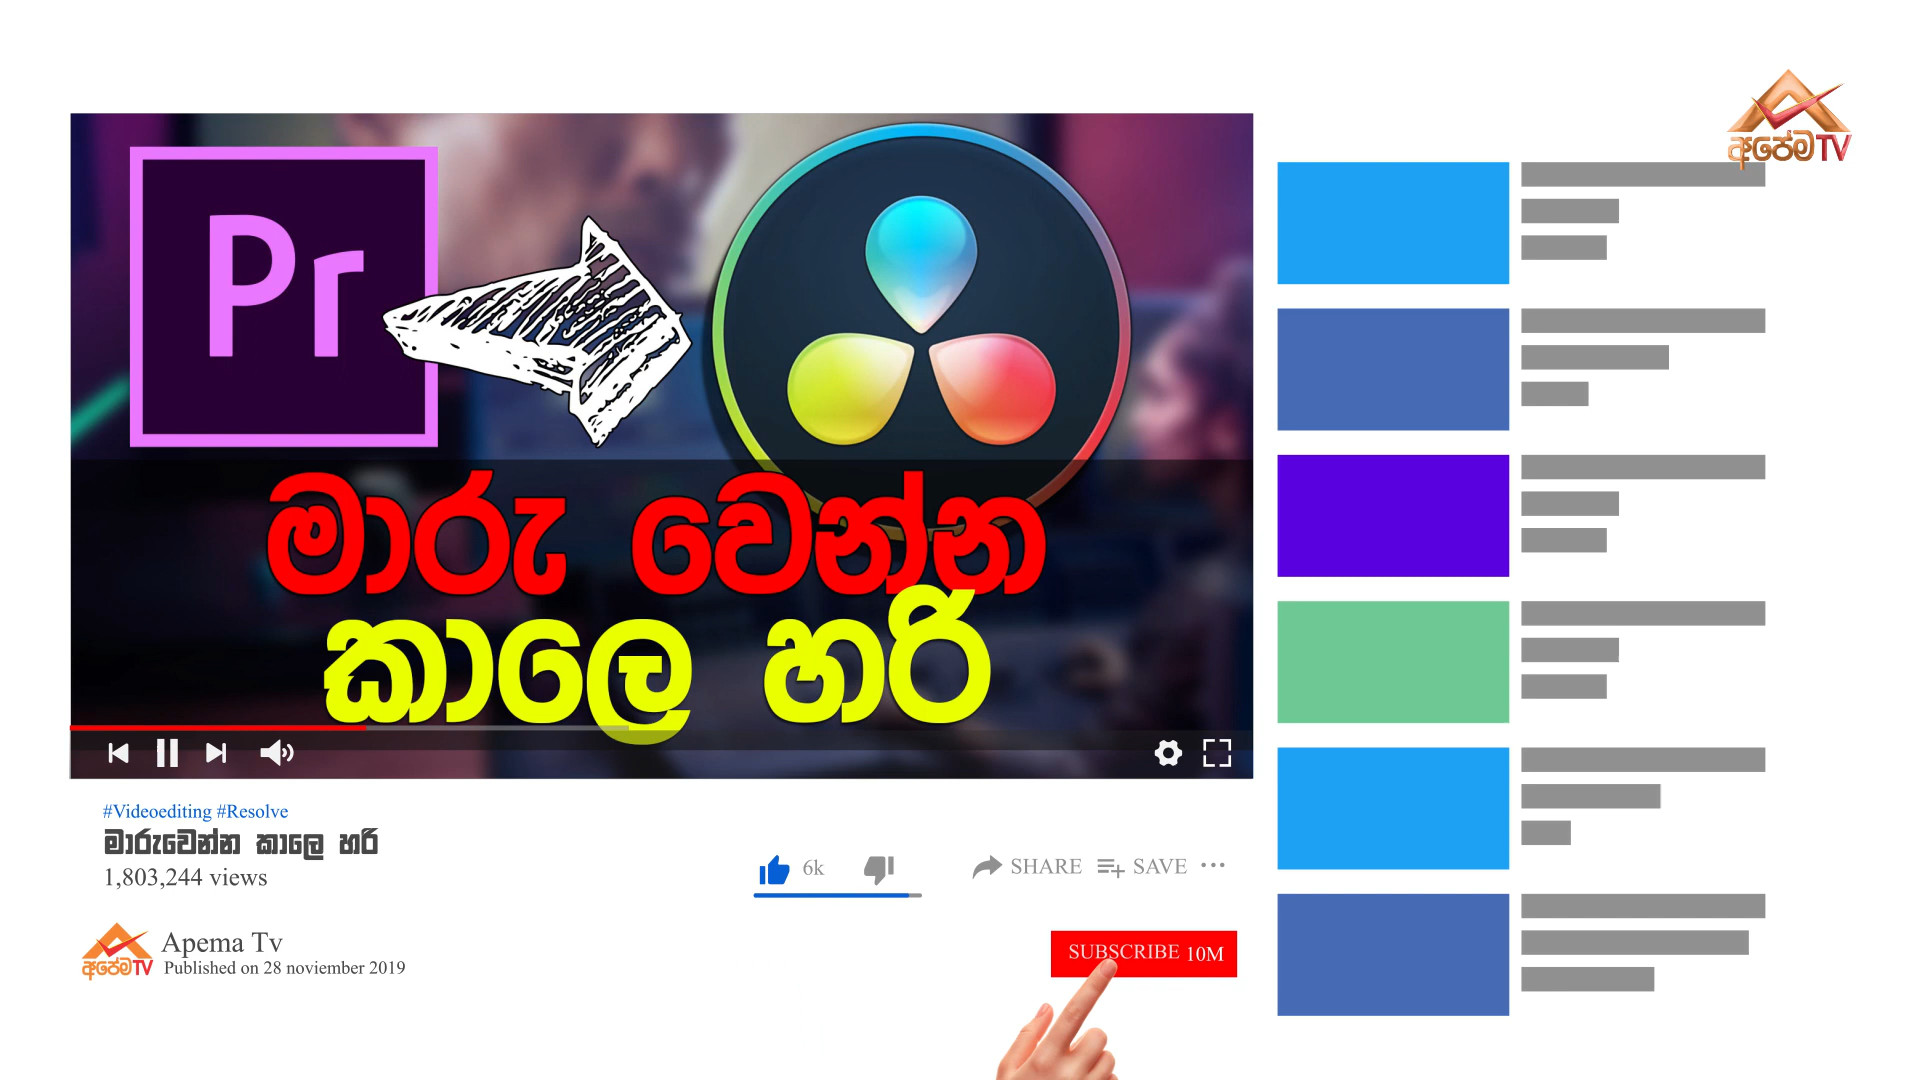 අපේමTV
Pr
මාරු වෙන්න
කාලෙ හරි
#Videoediting #Resolve
මාරුවෙන්න කාලෙ හරි
1,803,244 views
6k
SHARE
SAVE
අපේමTV
Apema Tv
Published on 28 noviember 2019
SUBSCRIBE 10M